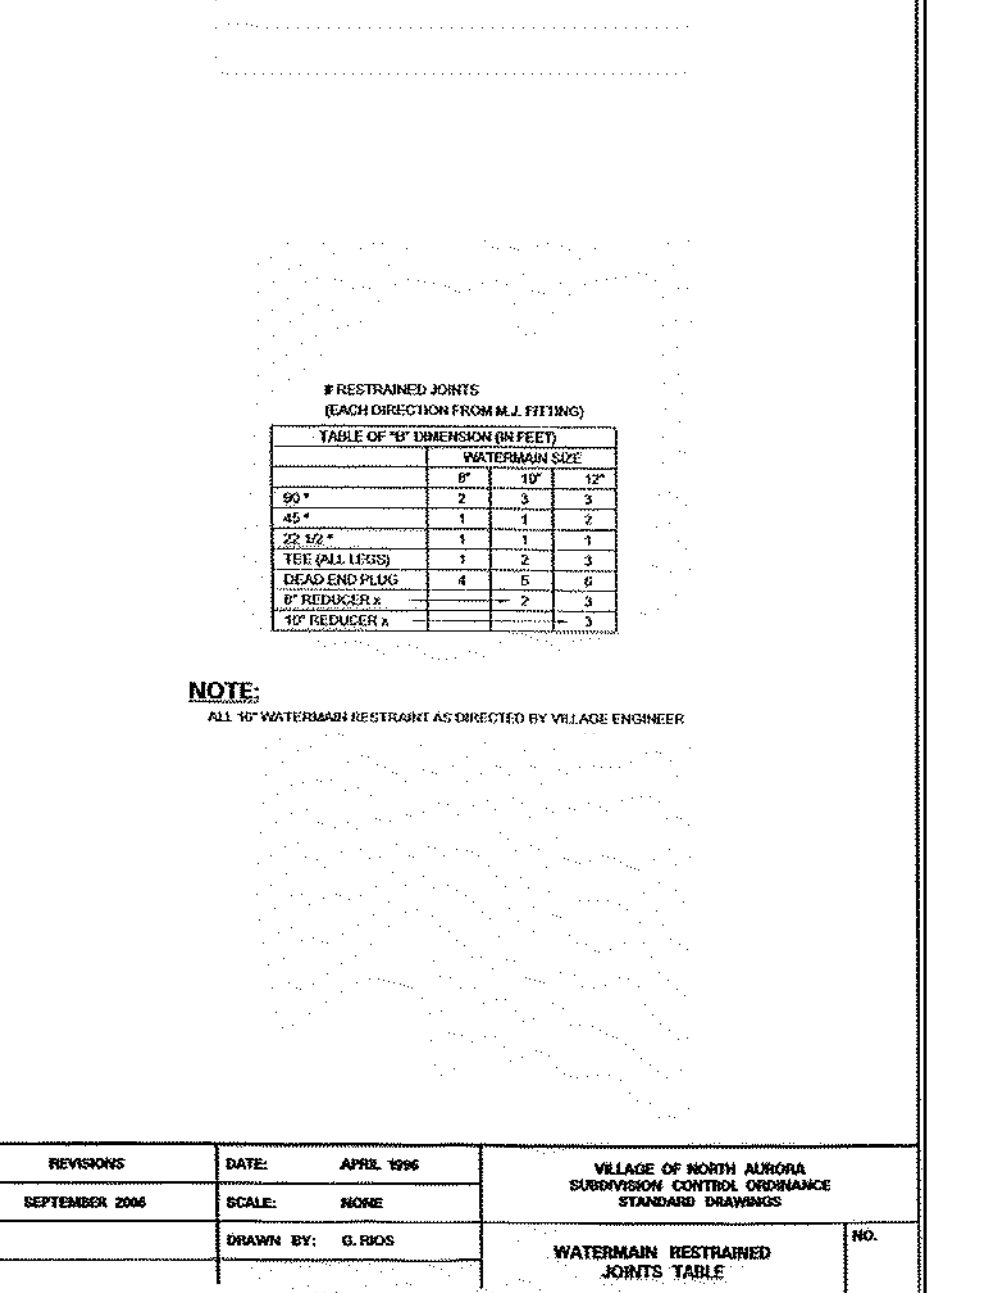 # RESTRAINED JOINTS
(EACH DIRECTION FROM M.J. FITTING)
TABLE OF "B" DIMENSION (IN FEET)
WATERMAIN SIZE
8" 10" 12"
90° 2 3 3
45° 1 1 2
22 1/2° 1 1 1
TEE (ALL LEGS) 1 2 3
DEAD END PLUG 4 5 6
8" REDUCER x 2 3
10" REDUCER x 3
NOTE:
ALL 16" WATERMAIN RESTRAINT AS DIRECTED BY VILLAGE ENGINEER
REVISIONS
SEPTEMBER 2006
DATE: APRIL 1996
SCALE: NONE
DRAWN BY: G. RIOS
VILLAGE OF NORTH AURORA
SUBDIVISION CONTROL ORDINANCE
STANDARD DRAWINGS
WATERMAIN RESTRAINED
JOINTS TABLE
NO.